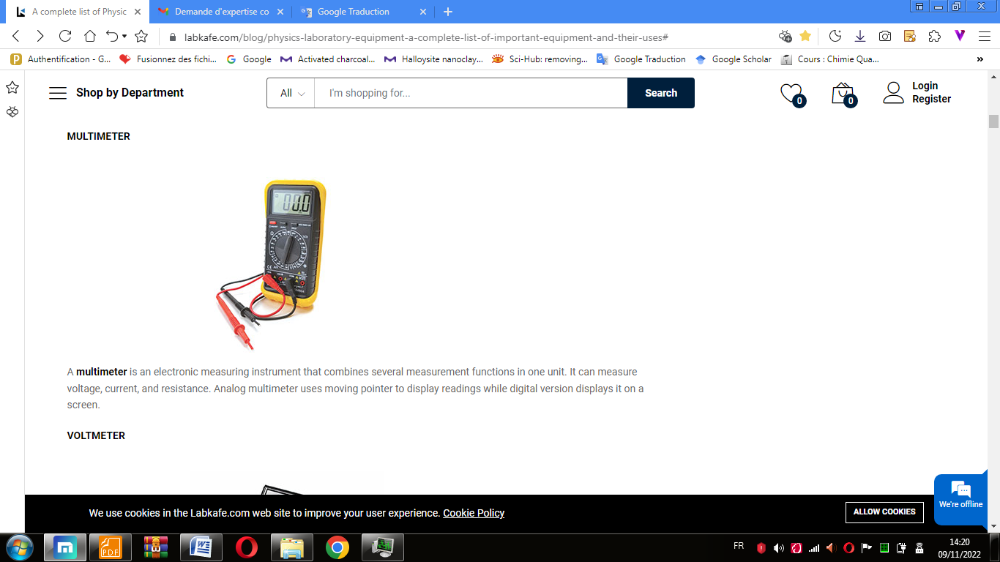 A complete list of Physic
Demande d'expertise co
Google Traduction
labkafe.com/blog/physics-laboratory-equipment-a-complete-list-of-important-equipment-and-their-uses#
Authentification - G...
Fusionnez des fichi...
Google
Activated charcoal...
Halloysite nanoclay...
Sci-Hub: removing...
Google Traduction
Google Scholar
Cours : Chimie Qua...
Shop by Department
All
I'm shopping for...
Search
0
0
Login
Register
MULTIMETER
00.0
A multimeter is an electronic measuring instrument that combines several measurement functions in one unit. It can measure
voltage, current, and resistance. Analog multimeter uses moving pointer to display readings while digital version displays it on a
screen.
VOLTMETER
We're offline
We use cookies in the Labkafe.com web site to improve your user experience. Cookie Policy
ALLOW COOKIES
PDF
FR
14:20
09/11/2022